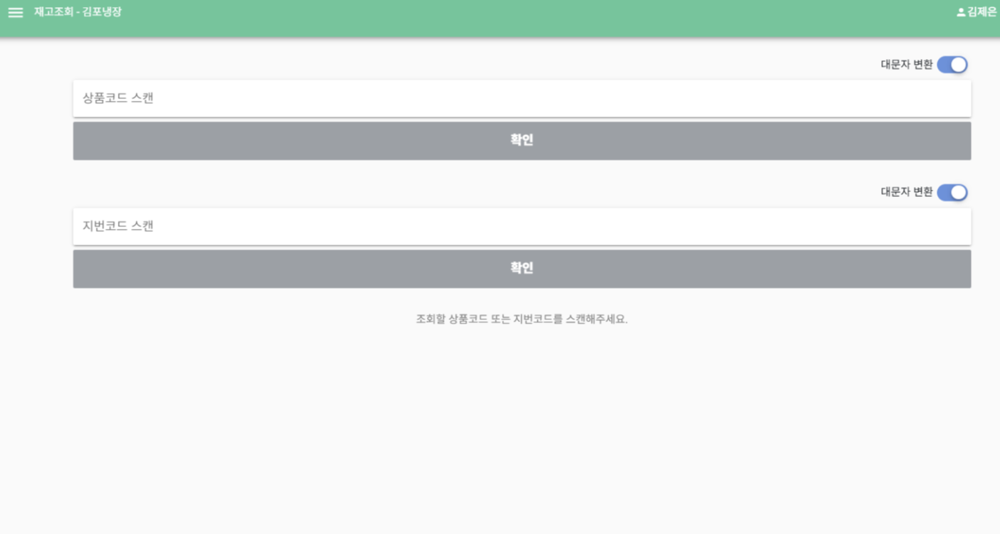 재고조회 - 김포냉장
김제은
대문자 변환
상품코드 스캔
확인
대문자 변환
지번코드 스캔
확인
조회할 상품코드 또는 지번코드를 스캔해주세요.